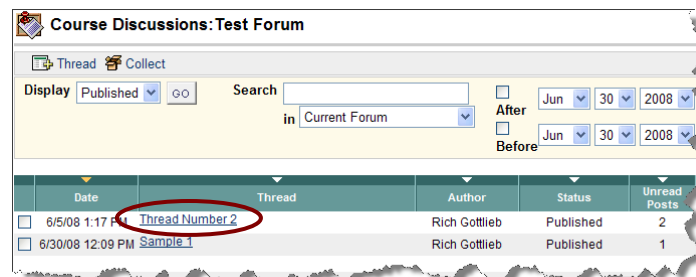 Course Discussions: Test Forum
Thread Collect
Display Published GO Search
in Current Forum
After Jun 30 2008
Before Jun 30 2008
Date Thread Author Status Unread Posts
6/5/08 1:17 PM Thread Number 2 Rich Gottlieb Published 2
6/30/08 12:09 PM Sample 1 Rich Gottlieb Published 1